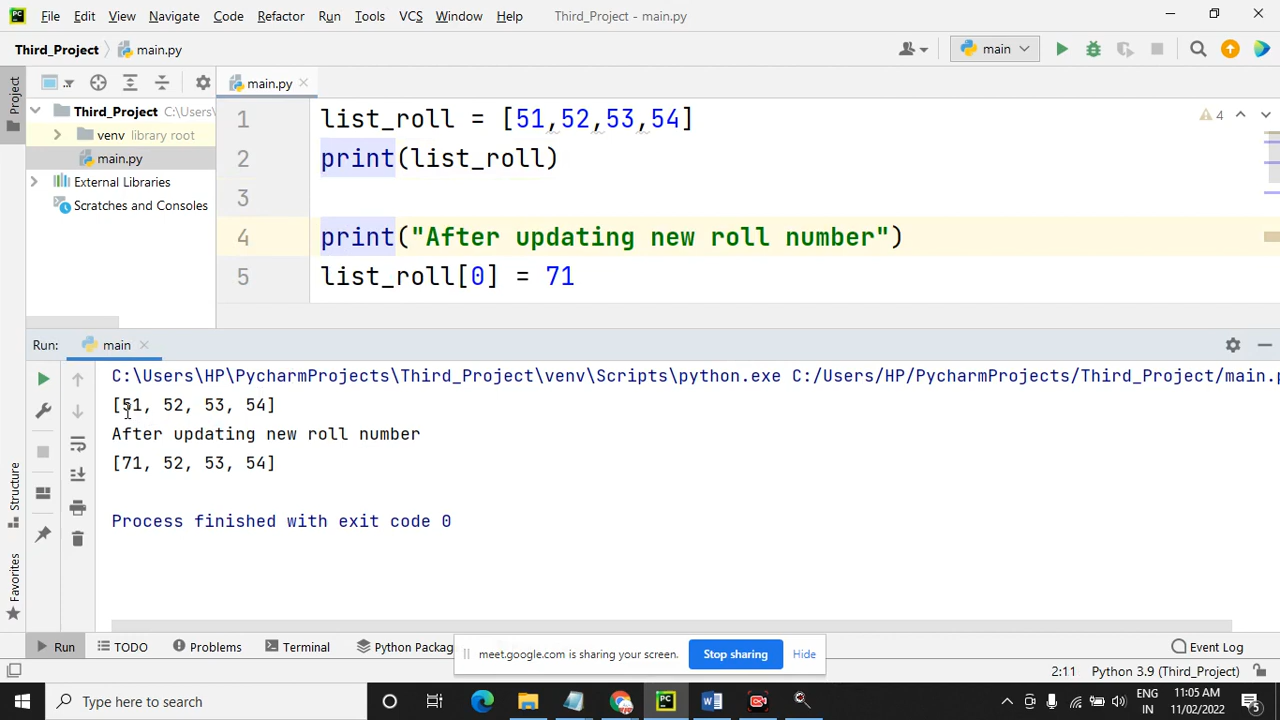 File Edit View Navigate Code Refactor Run Tools VCS Window Help Third_Project - main.py
Third_Project main.py main
Project
main.py
Third_Project C:\Users\
venv library root
main.py
External Libraries
Scratches and Consoles
1 list_roll = [51,52,53,54]
2 print(list_roll)
3
4 print("After updating new roll number")
5 list_roll[0] = 71
4
Run: main
C:\Users\HP\PycharmProjects\Third_Project\venv\Scripts\python.exe C:/Users/HP/PycharmProjects/Third_Project/main.p
[51, 52, 53, 54]
After updating new roll number
[71, 52, 53, 54]
Process finished with exit code 0
Structure
Favorites
Run TODO Problems Terminal Python Packag Event Log
meet.google.com is sharing your screen. Stop sharing Hide
2:11 Python 3.9 (Third_Project)
Type here to search
ENG
IN
11:05 AM
11/02/2022
5